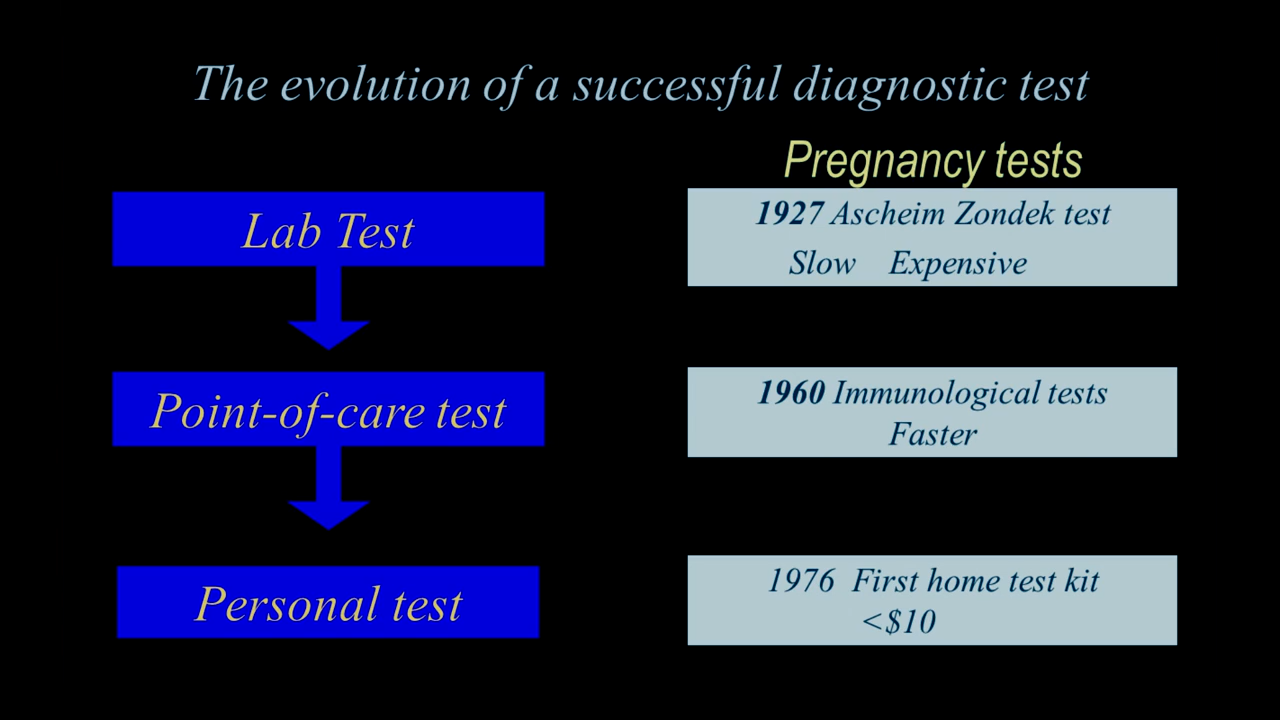 The evolution of a successful diagnostic test
Pregnancy tests
Lab Test
1927 Ascheim Zondek test
Slow Expensive
Point-of-care test
1960 Immunological tests
Faster
Personal test
1976 First home test kit
<$10